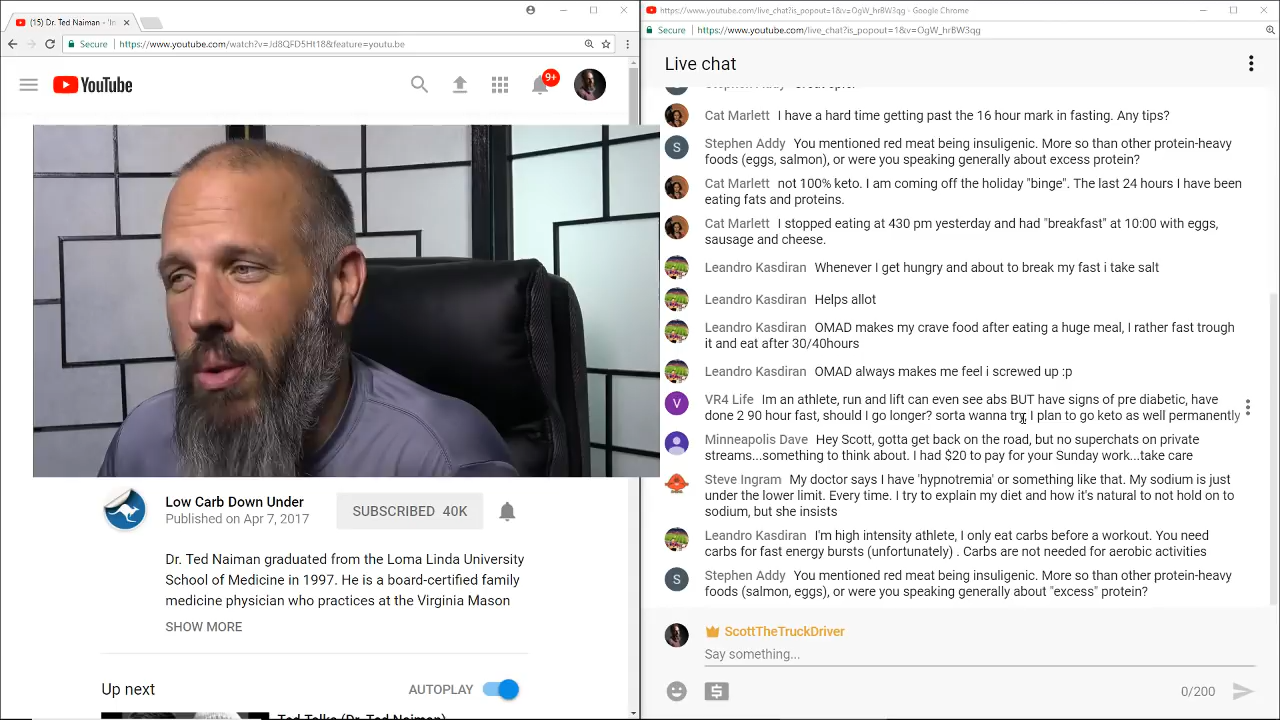 (15) Dr. Ted Naiman - 'In
Secure
https://www.youtube.com/watch?v=Jd8QFD5Ht18&feature=youtu.be
YouTube
9+
Low Carb Down Under
Published on Apr 7, 2017
SUBSCRIBED 40K
Dr. Ted Naiman graduated from the Loma Linda University
School of Medicine in 1997. He is a board-certified family
medicine physician who practices at the Virginia Mason
SHOW MORE
Up next
AUTOPLAY
Ted Talks (Dr. Ted Naiman)
https://www.youtube.com/live_chat?is_popout=1&v=OgW_hrBW3qg - Google Chrome
Secure
https://www.youtube.com/live_chat?is_popout=1&v=OgW_hrBW3qg
Live chat
Stephen Addy
Cat Marlett I have a hard time getting past the 16 hour mark in fasting. Any tips?
S
Stephen Addy You mentioned red meat being insuligenic. More so that other protein-heavy
foods (eggs, salmon), or were you speaking generally about excess protein?
Cat Marlett not 100% keto. I am coming off the holiday "binge". The last 24 hours I have been
eating fats and proteins.
Cat Marlett I stopped eating at 430 pm yesterday and had "breakfast" at 10:00 with eggs,
sausage and cheese.
Leandro Kasdiran Whenever I get hungry and about to break my fast i take salt
Leandro Kasdiran Helps allot
Leandro Kasdiran OMAD makes my crave food after eating a huge meal, I rather fast trough
it and eat after 30/40hours
Leandro Kasdiran OMAD always makes me feel i screwed up :p
V
VR4 Life Im an athlete, run and lift can even see abs BUT have signs of pre diabetic, have
done 2 90 hour fast, should I go longer? sorta wanna try, I plan to go keto as well permanently
Minneapolis Dave Hey Scott, gotta get back on the road, but no super chats on private
streams...something to think about. I had $20 to pay for your Sunday work...take care
Steve Ingram My doctor says I have 'hypotremia' or something like that. My sodium is just
under the lower limit. Every time. I try to explain my diet and how it's natural to not hold on to
sodium, but she insists
Leandro Kasdiran I'm high intensity athlete, I only eat carbs before a workout. You need
carbs for fast energy bursts (unfortunately) . Carbs are not needed for aerobic activities
S
Stephen Addy You mentioned red meat being insuligenic. More so that other protein-heavy
foods (salmon, eggs), or were you speaking generally about "excess" protein?
ScottTheTruckDriver
Say something...
0/200